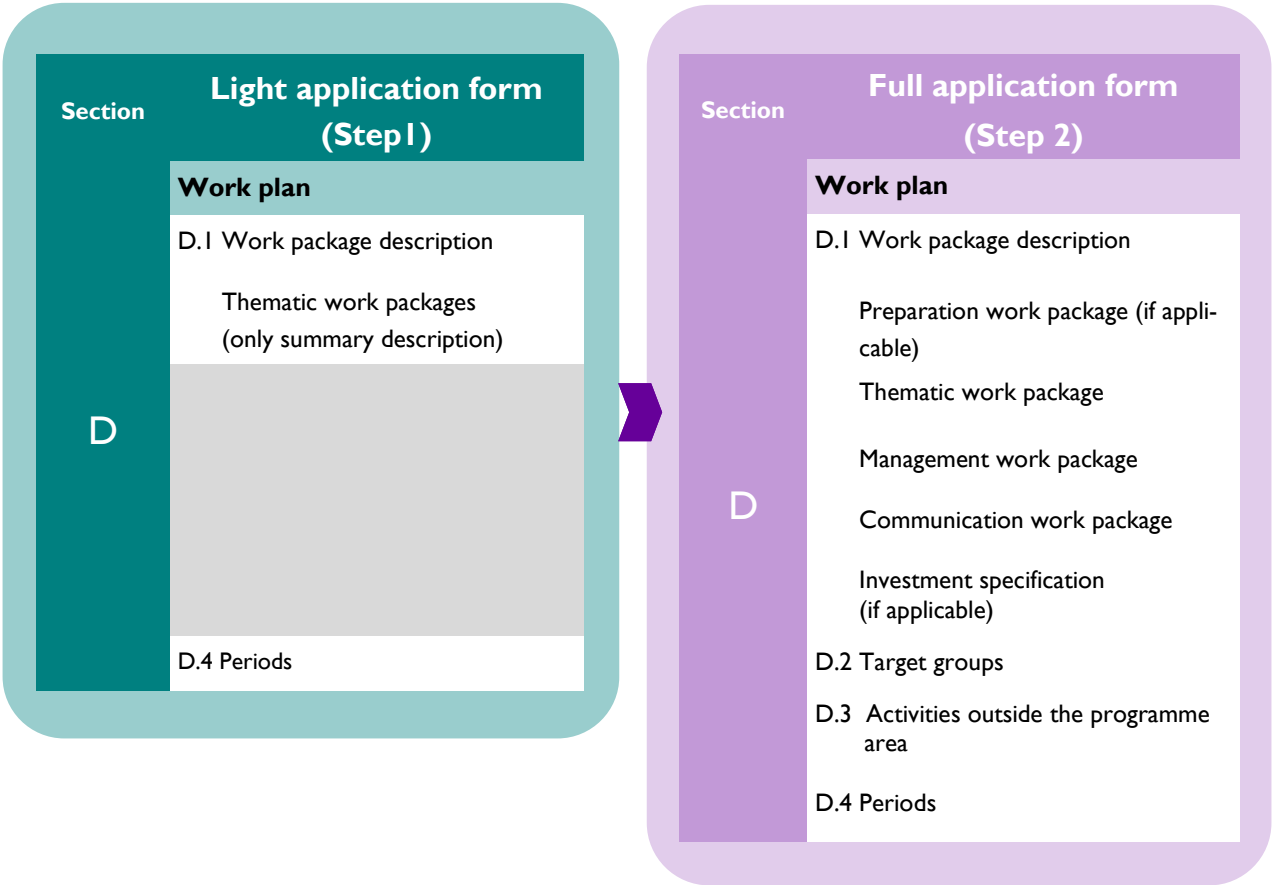 Section
Light application form
(Step1)
Work plan
D.1 Work package description
Thematic work packages
(only summary description)
D
D.4 Periods
Section
Full application form
(Step 2)
Work plan
D.1 Work package description
Preparation work package (if appli-
cable)
Thematic work package
Management work package
Communication work package
D
Investment specification
(if applicable)
D.2 Target groups
D.3 Activities outside the programme
area
D.4 Periods